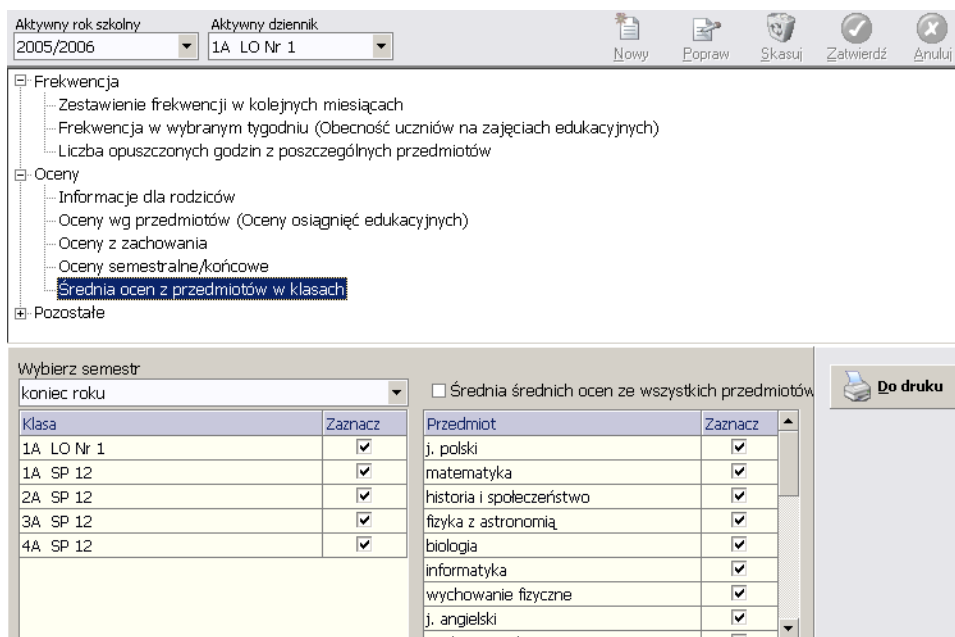 Aktywny rok szkolny Aktywny dziennik
2005/2006 1A LO Nr 1
Nowy Popraw Skasuj Zatwierdź Anuluj
Frekwencja
Zestawienie frekwencji w kolejnych miesiącach
Frekwencja w wybranym tygodniu (Obecność uczniów na zajęciach edukacyjnych)
Liczba opuszczonych godzin z poszczególnych przedmiotów
Oceny
Informacje dla rodziców
Oceny wg przedmiotów (Oceny osiągnięć edukacyjnych)
Oceny z zachowania
Oceny semestralne/końcowe
Średnia ocen z przedmiotów w klasach
Pozostałe
Wybierz semestr
koniec roku
Średnia średnich ocen ze wszystkich przedmiotów
Do druku
Klasa Zaznacz
1A LO Nr 1
1A SP 12
2A SP 12
3A SP 12
4A SP 12
Przedmiot Zaznacz
j. polski
matematyka
historia i społeczeństwo
fizyka z astronomią
biologia
informatyka
wychowanie fizyczne
j. angielski